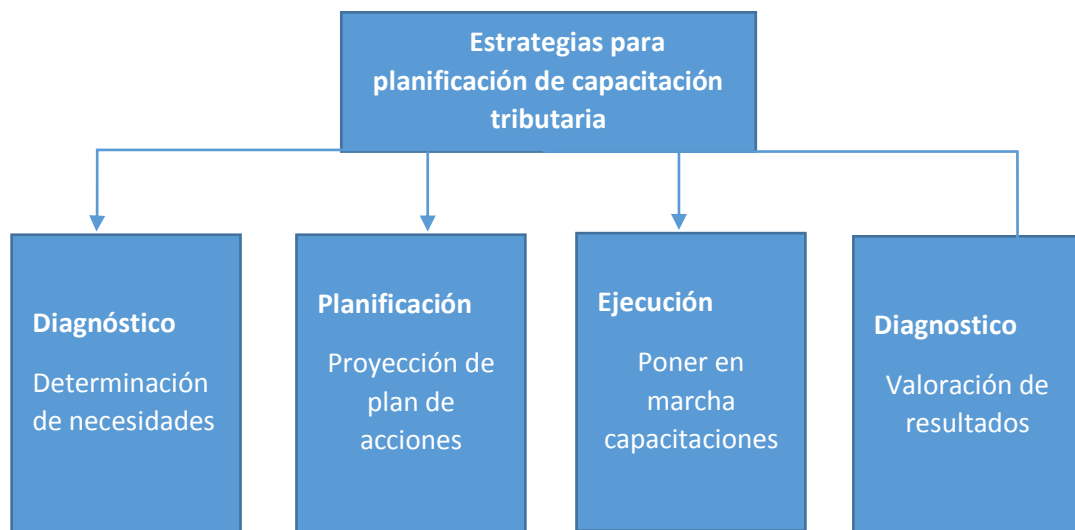 Estrategias para
planificación de capacitación
tributaria
Diagnóstico
Determinación
de necesidades
Planificación
Proyección de
plan de
acciones
Ejecución
Poner en
marcha
capacitaciones
Diagnostico
Valoración de
resultados